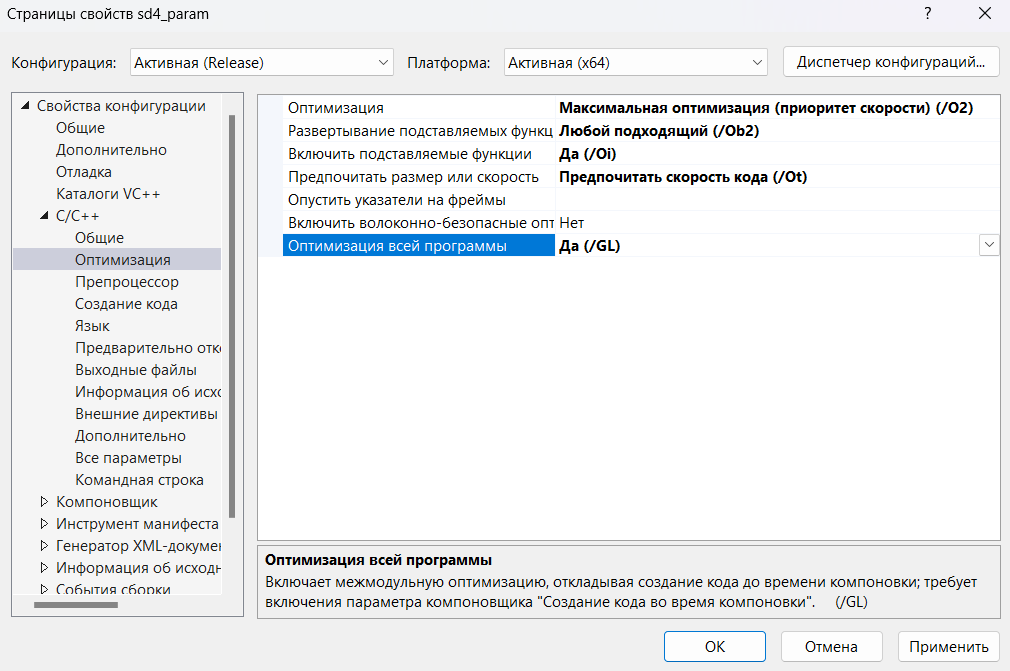 Страницы свойств sd4_param
?
Конфигурация: Активная (Release) Платформа: Активная (x64) Диспетчер конфигураций...
Свойства конфигурации
Общие
Дополнительно
Отладка
Каталоги VC++
C/C++
Общие
Оптимизация
Препроцессор
Создание кода
Язык
Предварительно отк
Выходные файлы
Информация об исхо
Внешние директивы
Дополнительно
Все параметры
Командная строка
Компоновщик
Инструмент манифеста
Генератор XML-докумен
Информация об исходн
События сборки
Оптимизация Максимальная оптимизация (приоритет скорости) (/O2)
Развертывание подставляемых функц Любой подходящий (/Ob2)
Включить подставляемые функции Да (/Oi)
Предпочитать размер или скорость Предпочитать скорость кода (/Ot)
Опустить указатели на фреймы
Включить волоконно-безопасные опт Нет
Оптимизация всей программы Да (/GL)
Оптимизация всей программы
Включает межмодульную оптимизацию, откладывая создание кода до времени компоновки; требует
включения параметра компоновщика "Создание кода во время компоновки". (/GL)
ОК Отмена Применить